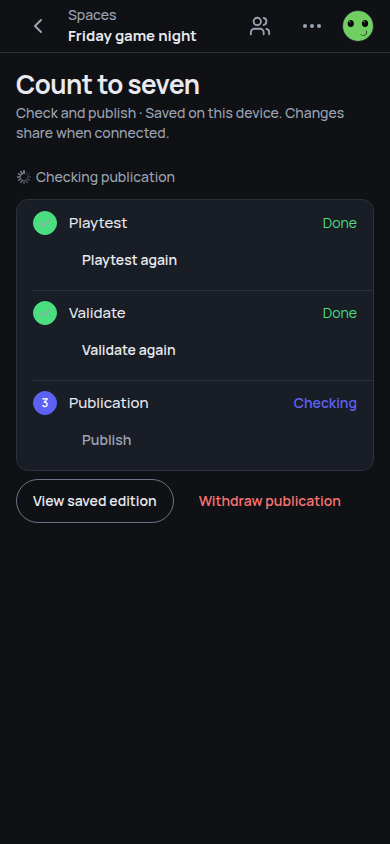 Spaces
Friday game night
Count to seven
Check and publish · Saved on this device. Changes
share when connected.
Checking publication
Playtest
Done
Playtest again
Validate
Done
Validate again
3
Publication
Checking
Publish
View saved edition
Withdraw publication